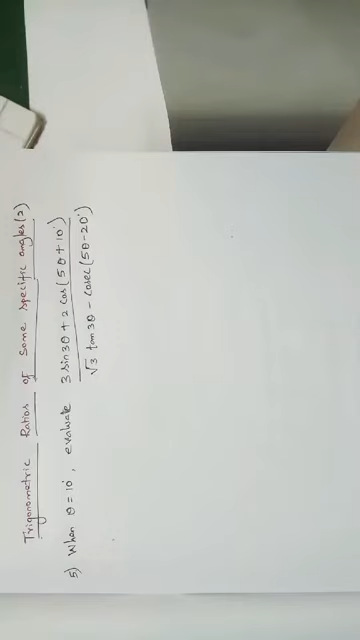 Trigonometric Ratios of Some specific angles (2)
5) When θ = 10°, evaluate 3 sin 3θ + 2 cos (5θ + 10°)
√3 tan 3θ - cosec (5θ - 20°)